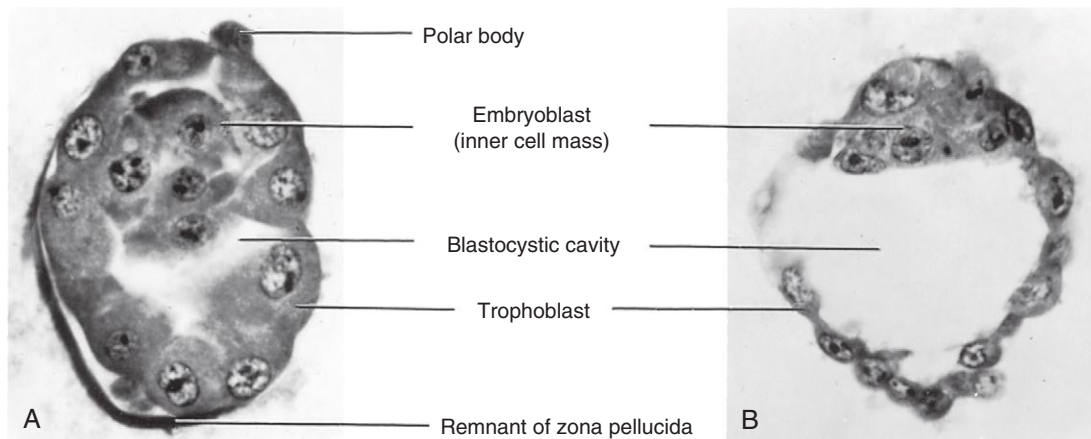 Polar body
Embryoblast
(inner cell mass)
Blastocystic cavity
Trophoblast
Remnant of zona pellucida
A
B